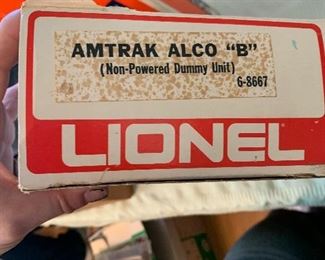 AMTRAK ALCO "B"
(Non-Powered Dummy Unit)
6-8667
LIONEL